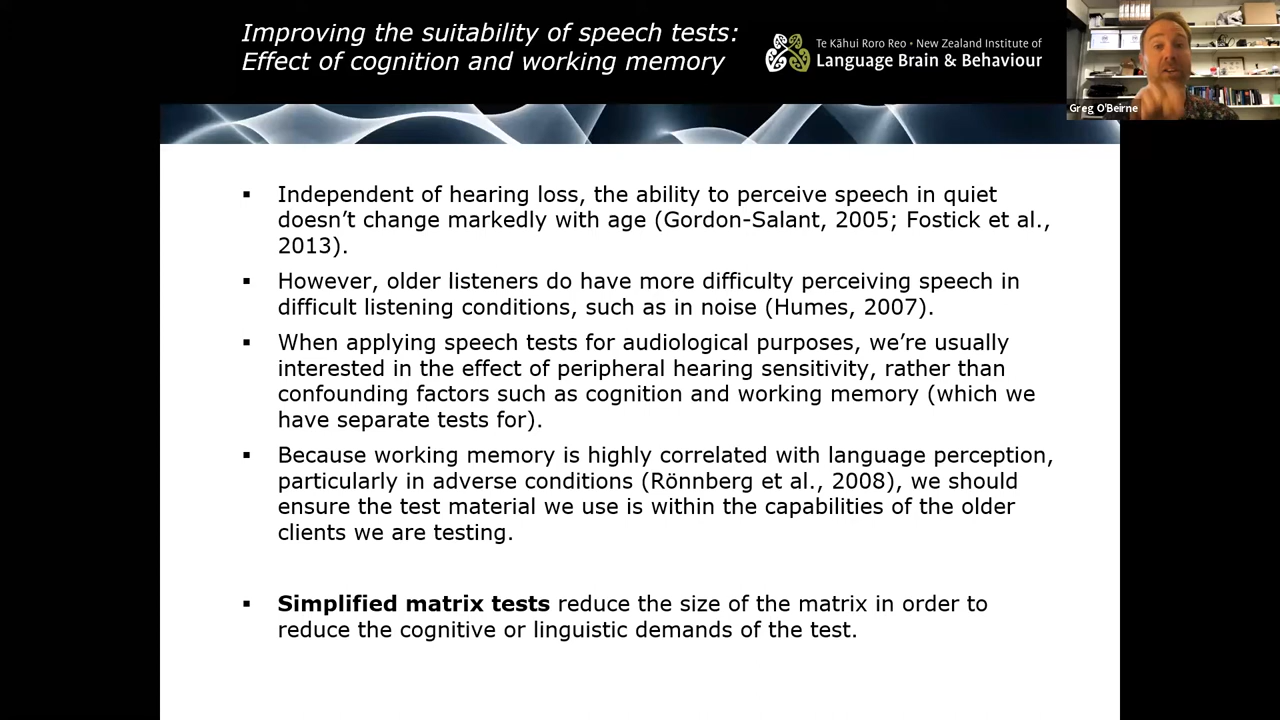 Improving the suitability of speech tests:
Effect of cognition and working memory
Te Kāhui Roro Reo • New Zealand Institute of
Language Brain & Behaviour
Greg O'Beirne
▪ Independent of hearing loss, the ability to perceive speech in quiet
doesn’t change markedly with age (Gordon-Salant, 2005; Fostick et al.,
2013).
▪ However, older listeners do have more difficulty perceiving speech in
difficult listening conditions, such as in noise (Humes, 2007).
▪ When applying speech tests for audiological purposes, we’re usually
interested in the effect of peripheral hearing sensitivity, rather than
confounding factors such as cognition and working memory (which we
have separate tests for).
▪ Because working memory is highly correlated with language perception,
particularly in adverse conditions (Rönnberg et al., 2008), we should
ensure the test material we use is within the capabilities of the older
clients we are testing.
▪ Simplified matrix tests reduce the size of the matrix in order to
reduce the cognitive or linguistic demands of the test.